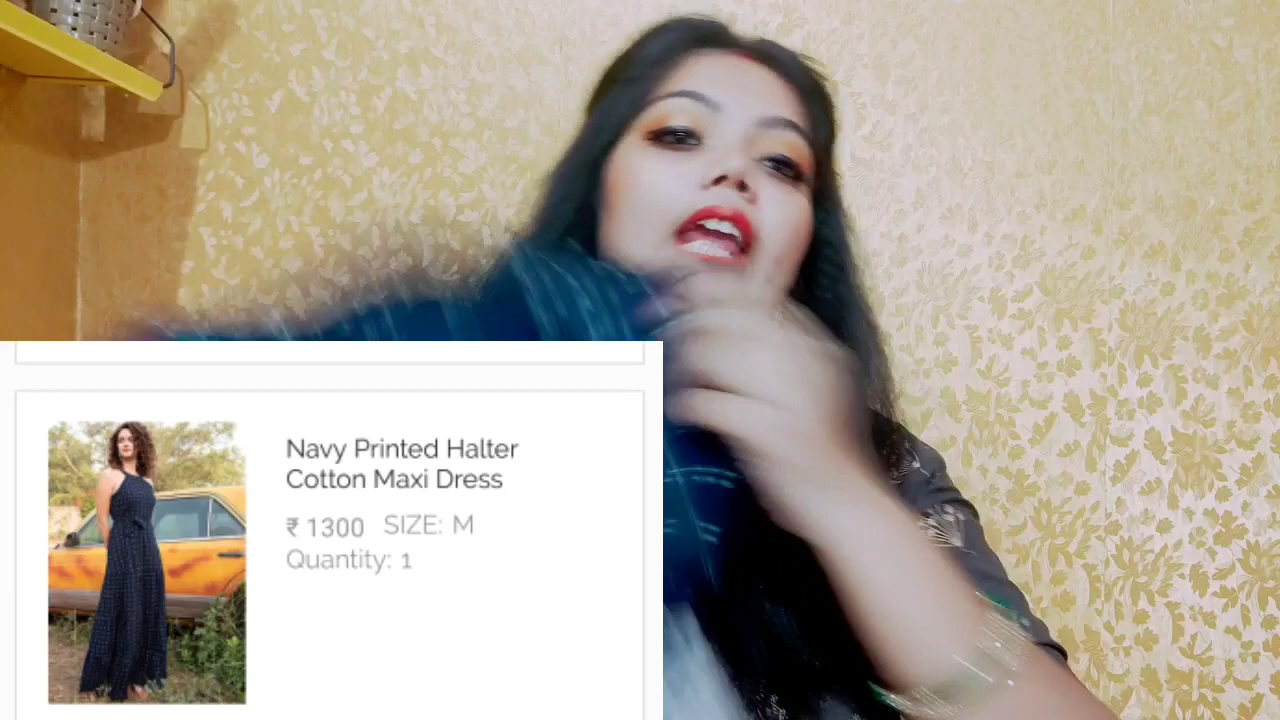 Navy Printed Halter
Cotton Maxi Dress
₹ 1300 SIZE: M
Quantity: 1